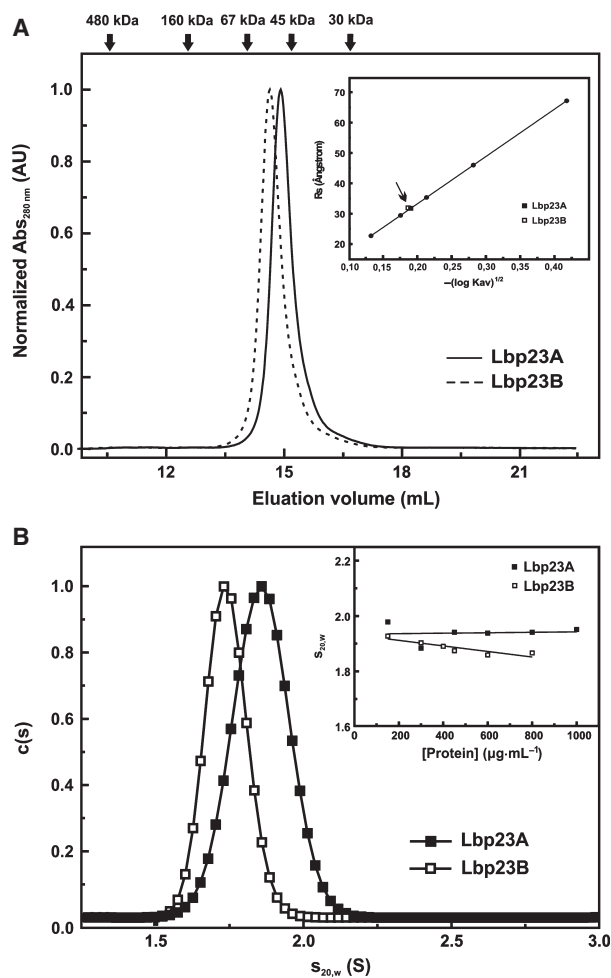 A
480 kDa 160 kDa 67 kDa 45 kDa 30 kDa
Normalized Abs280 nm (AU)
1.0
0.8
0.6
0.4
0.2
0.0
12 15 18 21
Eluation volume (mL)
Lbp23A
Lbp23B
Rs (Ångstrom)
70
60
50
40
30
20
0,10 0,15 0,20 0,25 0,30 0,35 0,40 0,45
–(log Kav)1/2
Lbp23A
Lbp23B
B
c(s)
1.0
0.8
0.6
0.4
0.2
0.0
1.5 2.0 2.5 3.0
s20,w (S)
Lbp23A
Lbp23B
s20,w
2.2
2.0
1.8
1.6
0 200 400 600 800 1000
[Protein] (µg·mL–1)
Lbp23A
Lbp23B